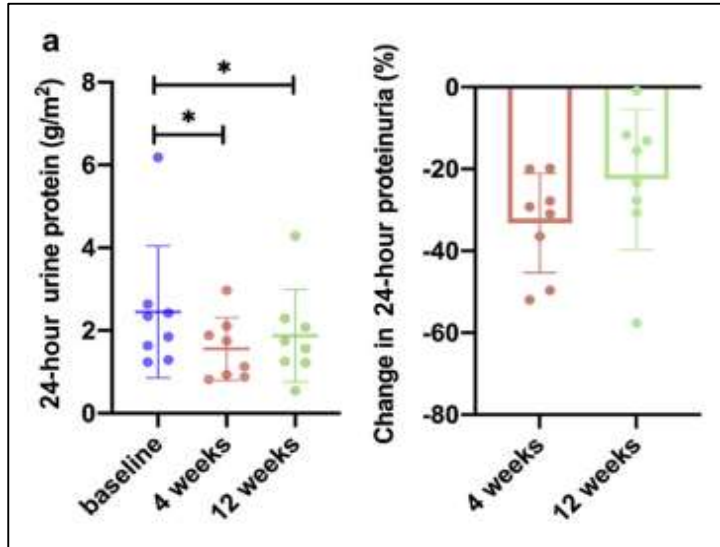 a
24-hour urine protein (g/m²)
8
6
4
2
0
*
*
baseline
4 weeks
12 weeks
Change in 24-hour proteinuria (%)
0
-20
-40
-60
-80
4 weeks
12 weeks